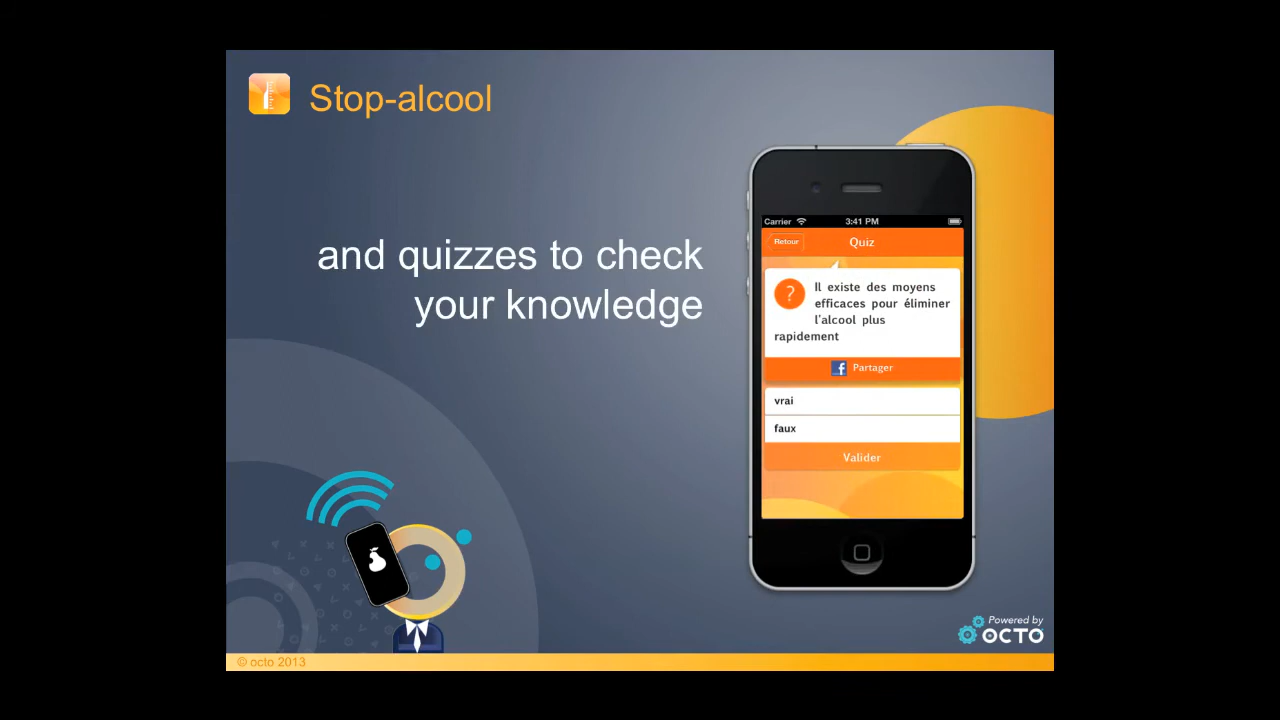 Stop-alcool
and quizzes to check
your knowledge
Carrier 3:41 PM
Retour Quiz
?
Il existe des moyens
efficaces pour éliminer
l'alcool plus
rapidement
f Partager
vrai
faux
Valider
Powered by
OCTO
© octo 2013